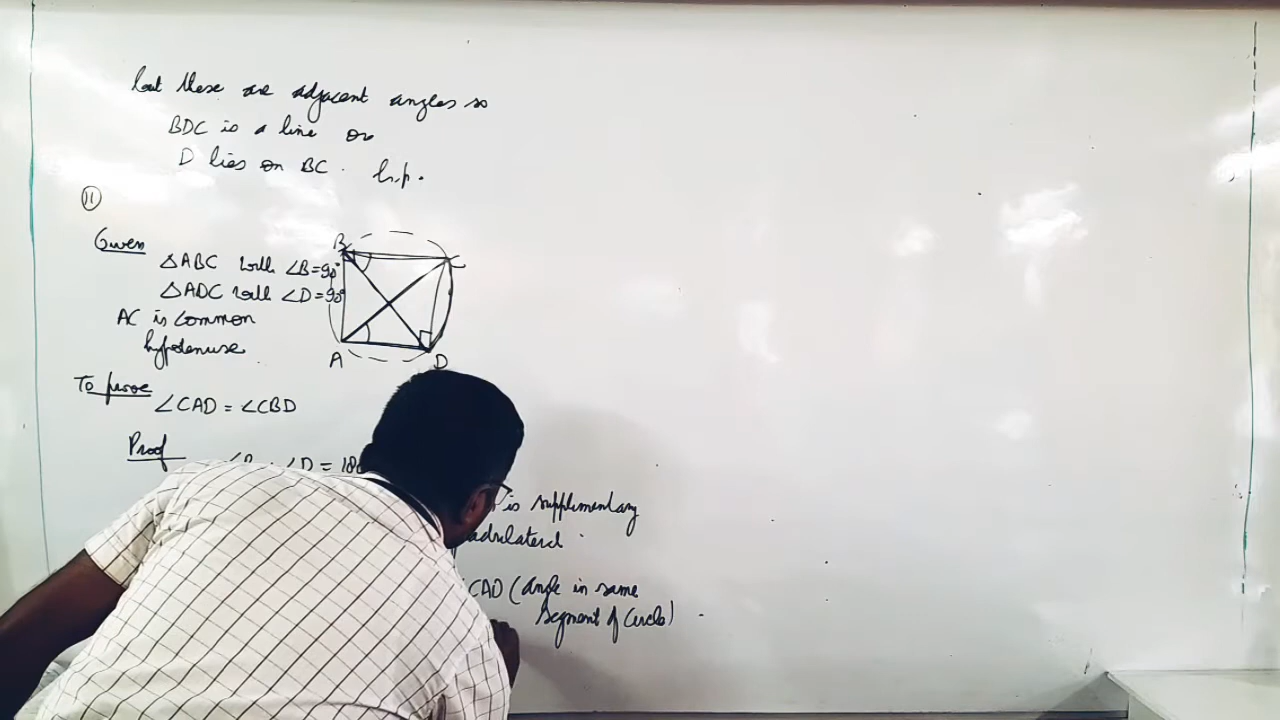 but these are adjacent angles so
BDC is a line or
D lies on BC. h.p.
11
Given
△ABC with ∠B=90°
△ADC with ∠D=90°
AC is common
hypotenuse.
B
C
A
D
To prove
∠CAD = ∠CBD
Proof
∠D = 180
is supplimentary
CAD (angle in same
segment of circle)